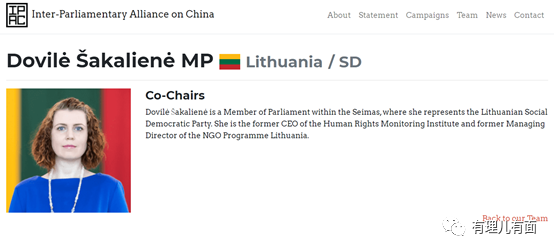 IP
AC
Inter-Parliamentary Alliance on China
About Statement Campaigns Team News Contact
Dovilė Šakalienė MP Lithuania / SD
Co-Chairs
Dovilė Šakalienė is a Member of Parliament within the Seimas, where she represents the Lithuanian Social
Democratic Party. She is the former CEO of the Human Rights Monitoring Institute and former Managing
Director of the NGO Programme Lithuania.
Back to our Team
有理儿有面